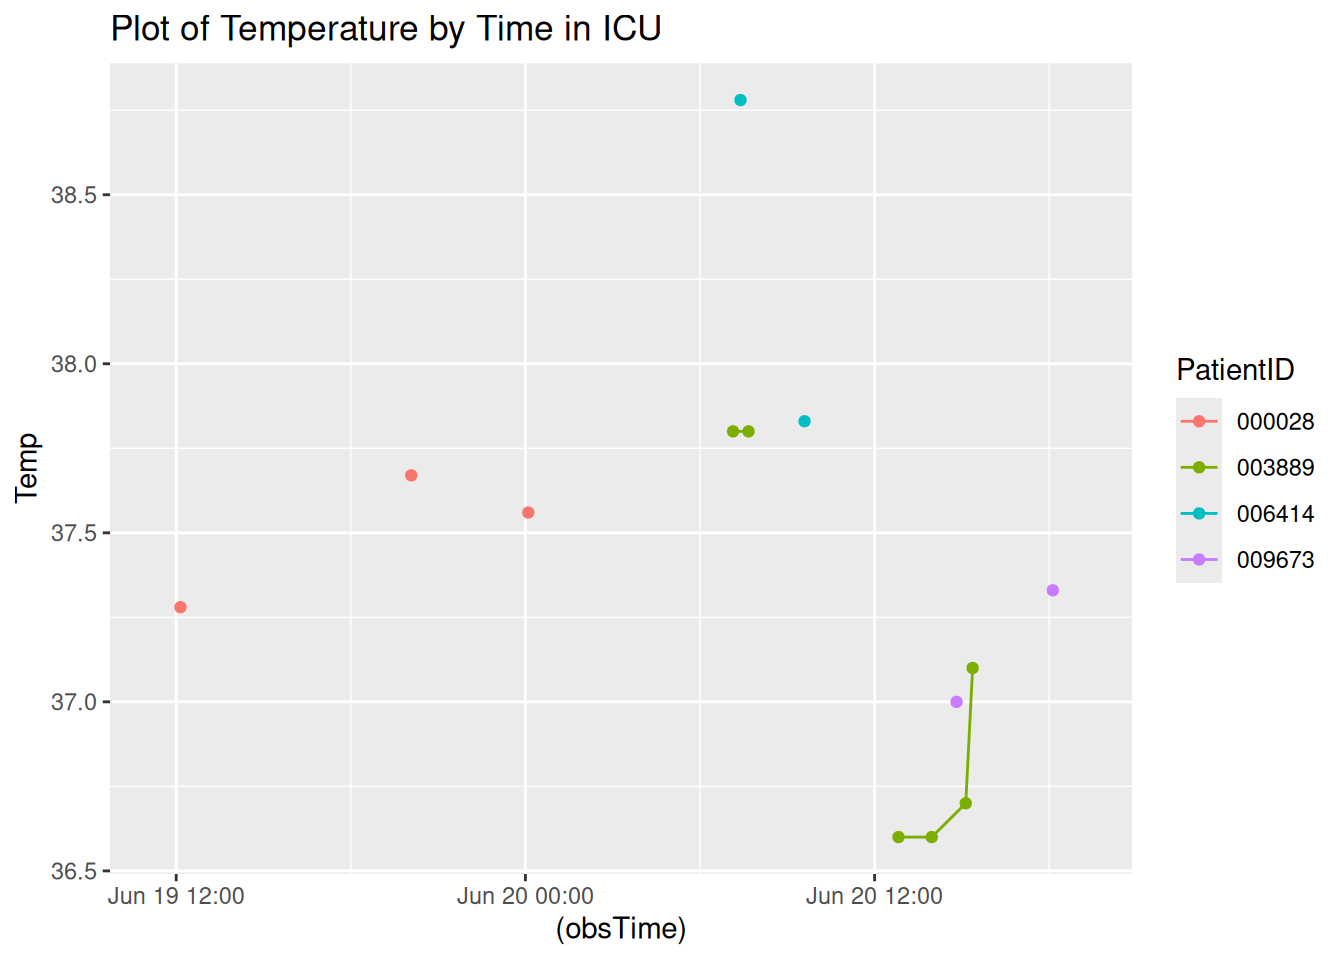 Plot of Temperature by Time in ICU
38.5
38.0
37.5
37.0
36.5
Temp
Jun 19 12:00
Jun 20 00:00
Jun 20 12:00
(obsTime)
PatientID
000028
003889
006414
009673